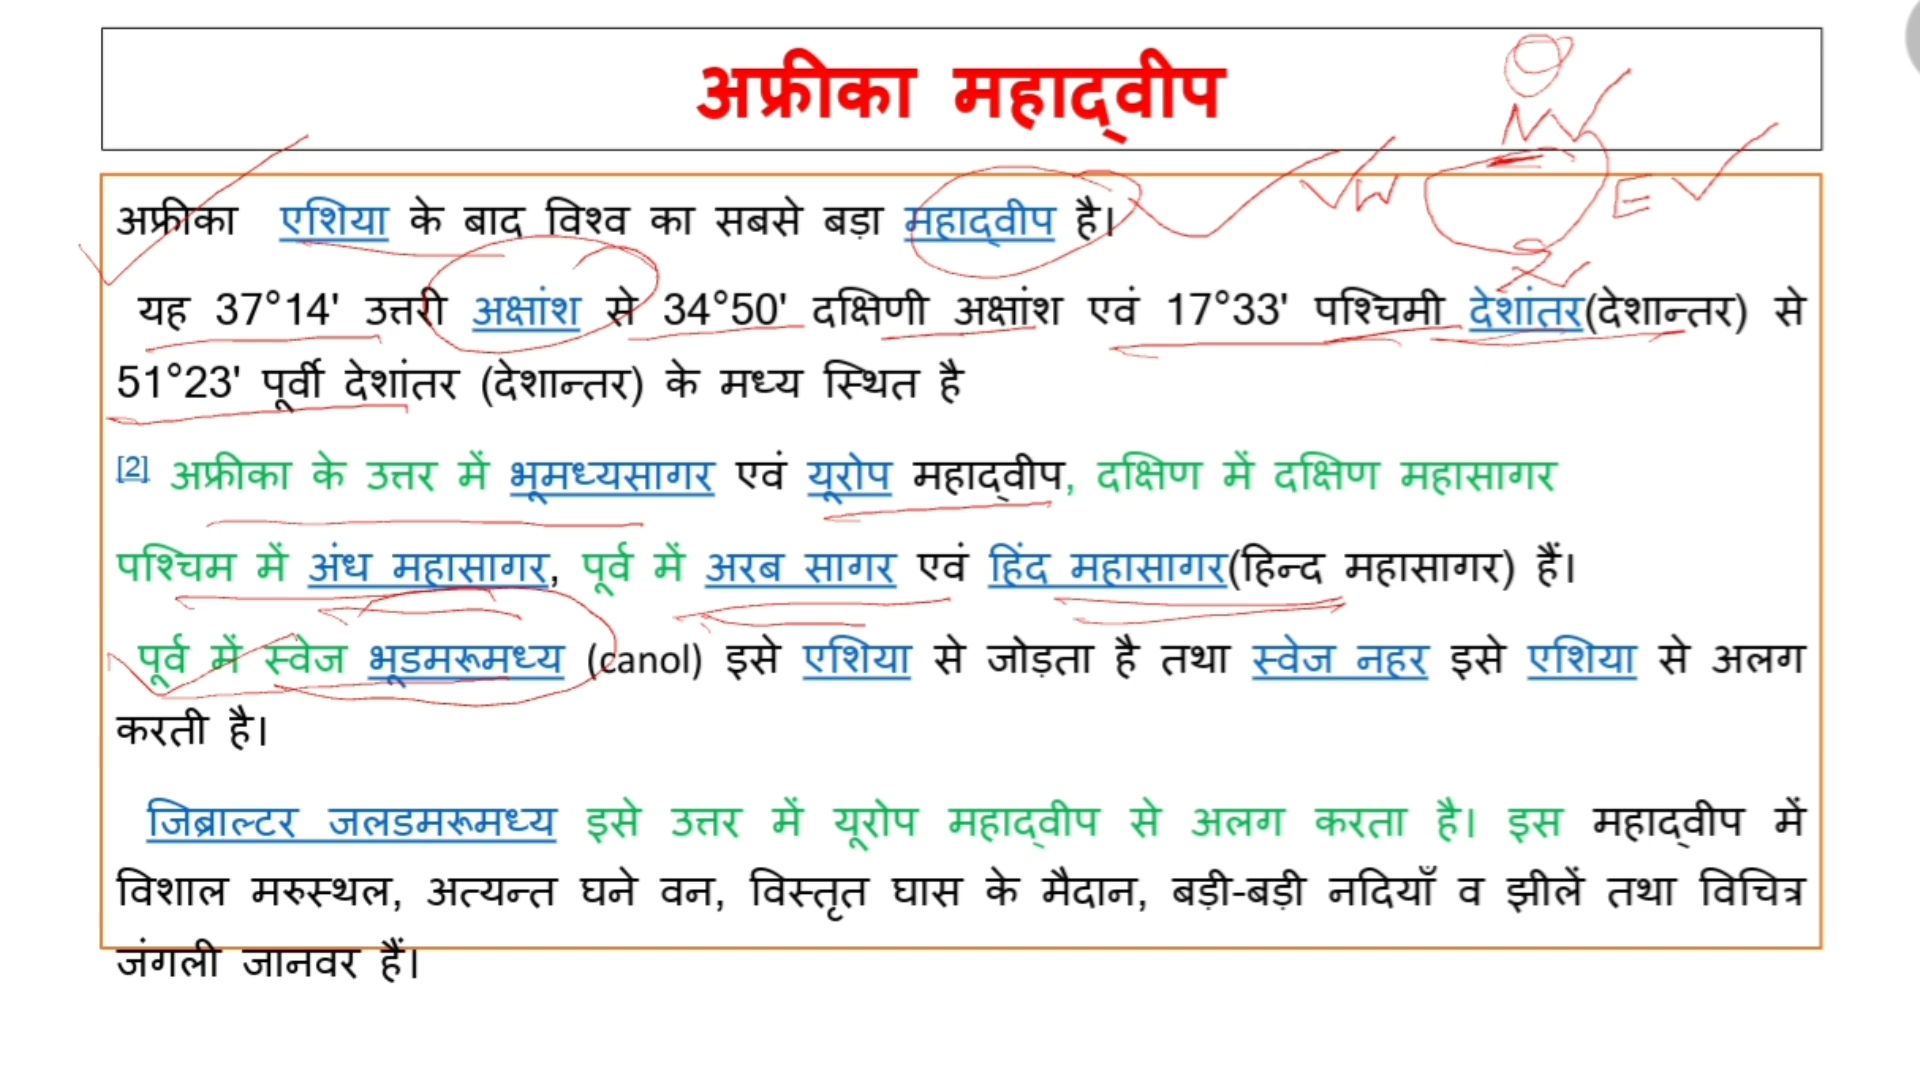 अफ्रीका महाद्वीप
अफ्रीका एशिया के बाद विश्व का सबसे बड़ा महाद्वीप है।
यह 37°14' उत्तरी अक्षांश से 34°50' दक्षिणी अक्षांश एवं 17°33' पश्चिमी देशांतर(देशान्तर) से
51°23' पूर्वी देशांतर (देशान्तर) के मध्य स्थित है
[2] अफ्रीका के उत्तर में भूमध्यसागर एवं यूरोप महाद्वीप, दक्षिण में दक्षिण महासागर
पश्चिम में अंध महासागर, पूर्व में अरब सागर एवं हिंद महासागर(हिन्द महासागर) हैं।
पूर्व में स्वेज भूडमरूमध्य (canol) इसे एशिया से जोड़ता है तथा स्वेज नहर इसे एशिया से अलग
करती है।
जिब्राल्टर जलडमरूमध्य इसे उत्तर में यूरोप महाद्वीप से अलग करता है। इस महाद्वीप में
विशाल मरुस्थल, अत्यन्त घने वन, विस्तृत घास के मैदान, बड़ी-बड़ी नदियाँ व झीलें तथा विचित्र
जंगली जानवर हैं।
N
W
E